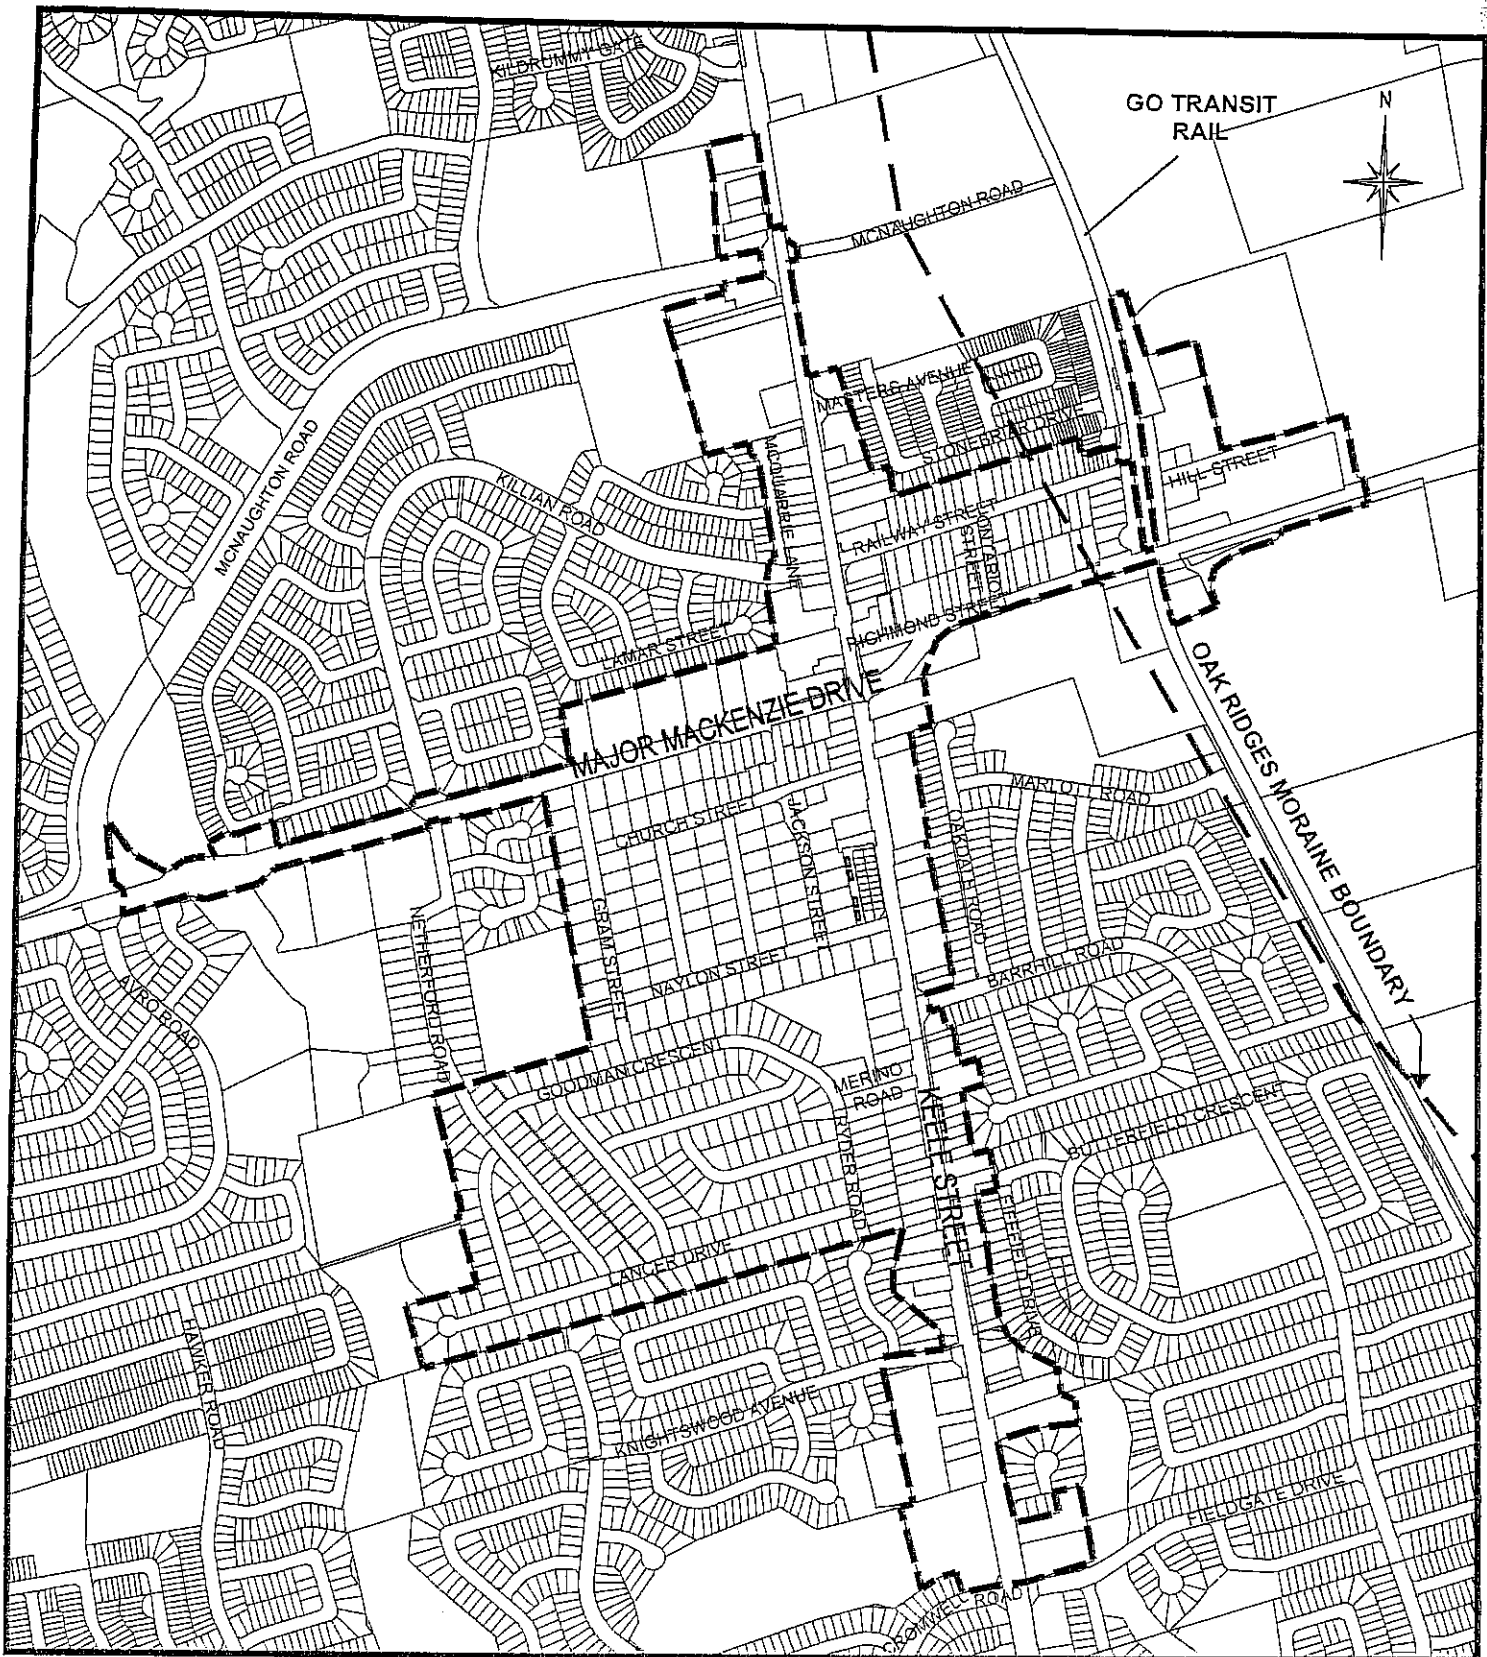 KILDRUMMY GATE
GO TRANSIT
RAIL
N
MCNAUGHTON ROAD
MASTERS AVENUE
STONEBRIAR DRIVE
MCNAUGHTON ROAD
MCQUARRIE LANE
KILLIAN ROAD
HILL STREET
RAILWAY STREET
ONTARIO
STREET
RICHMOND STREET
LAMAR STREET
MAJOR MACKENZIE DRIVE
OAK RIDGES MORAINE BOUNDARY
MARLOTT ROAD
CHURCH STREET
JACKSON STREET
OAKDALE ROAD
GRAM STREET
NETHERFORD ROAD
NAYLON STREET
BARRHILL ROAD
AVRO ROAD
GOODMAN CRESCENT
MERINO
ROAD
KEELE STREET
BUTTERFIELD CRESCENT
RYDER ROAD
FIFEFIELD DRIVE
LANCER DRIVE
HAWKER ROAD
KNIGHTSWOOD AVENUE
FIELDGATE DRIVE
CROMWELL ROAD